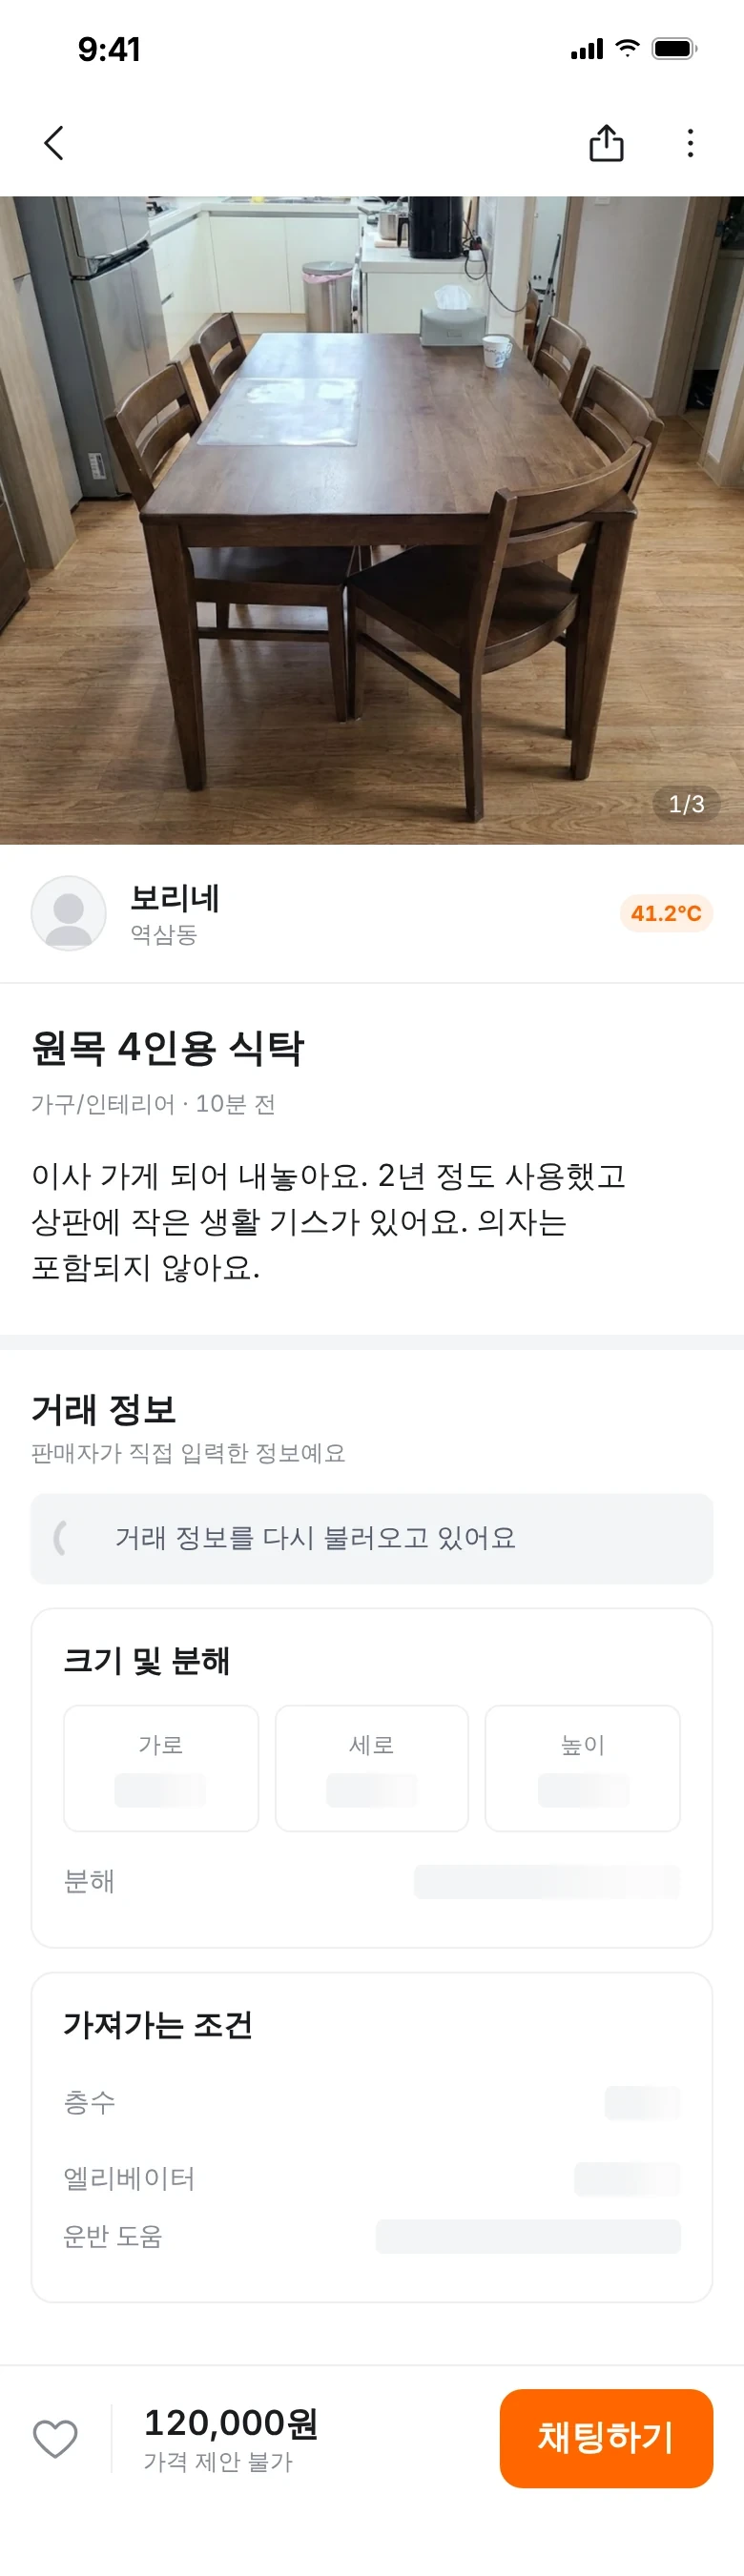 9:41
1/3
보리네
역삼동
41.2°C
원목 4인용 식탁
가구/인테리어 · 10분 전
이사 가게 되어 내놓아요. 2년 정도 사용했고
상판에 작은 생활 기스가 있어요. 의자는
포함되지 않아요.
거래 정보
판매자가 직접 입력한 정보예요
거래 정보를 다시 불러오고 있어요
크기 및 분해
가로
세로
높이
분해
가져가는 조건
층수
엘리베이터
운반 도움
120,000원
가격 제안 불가
채팅하기